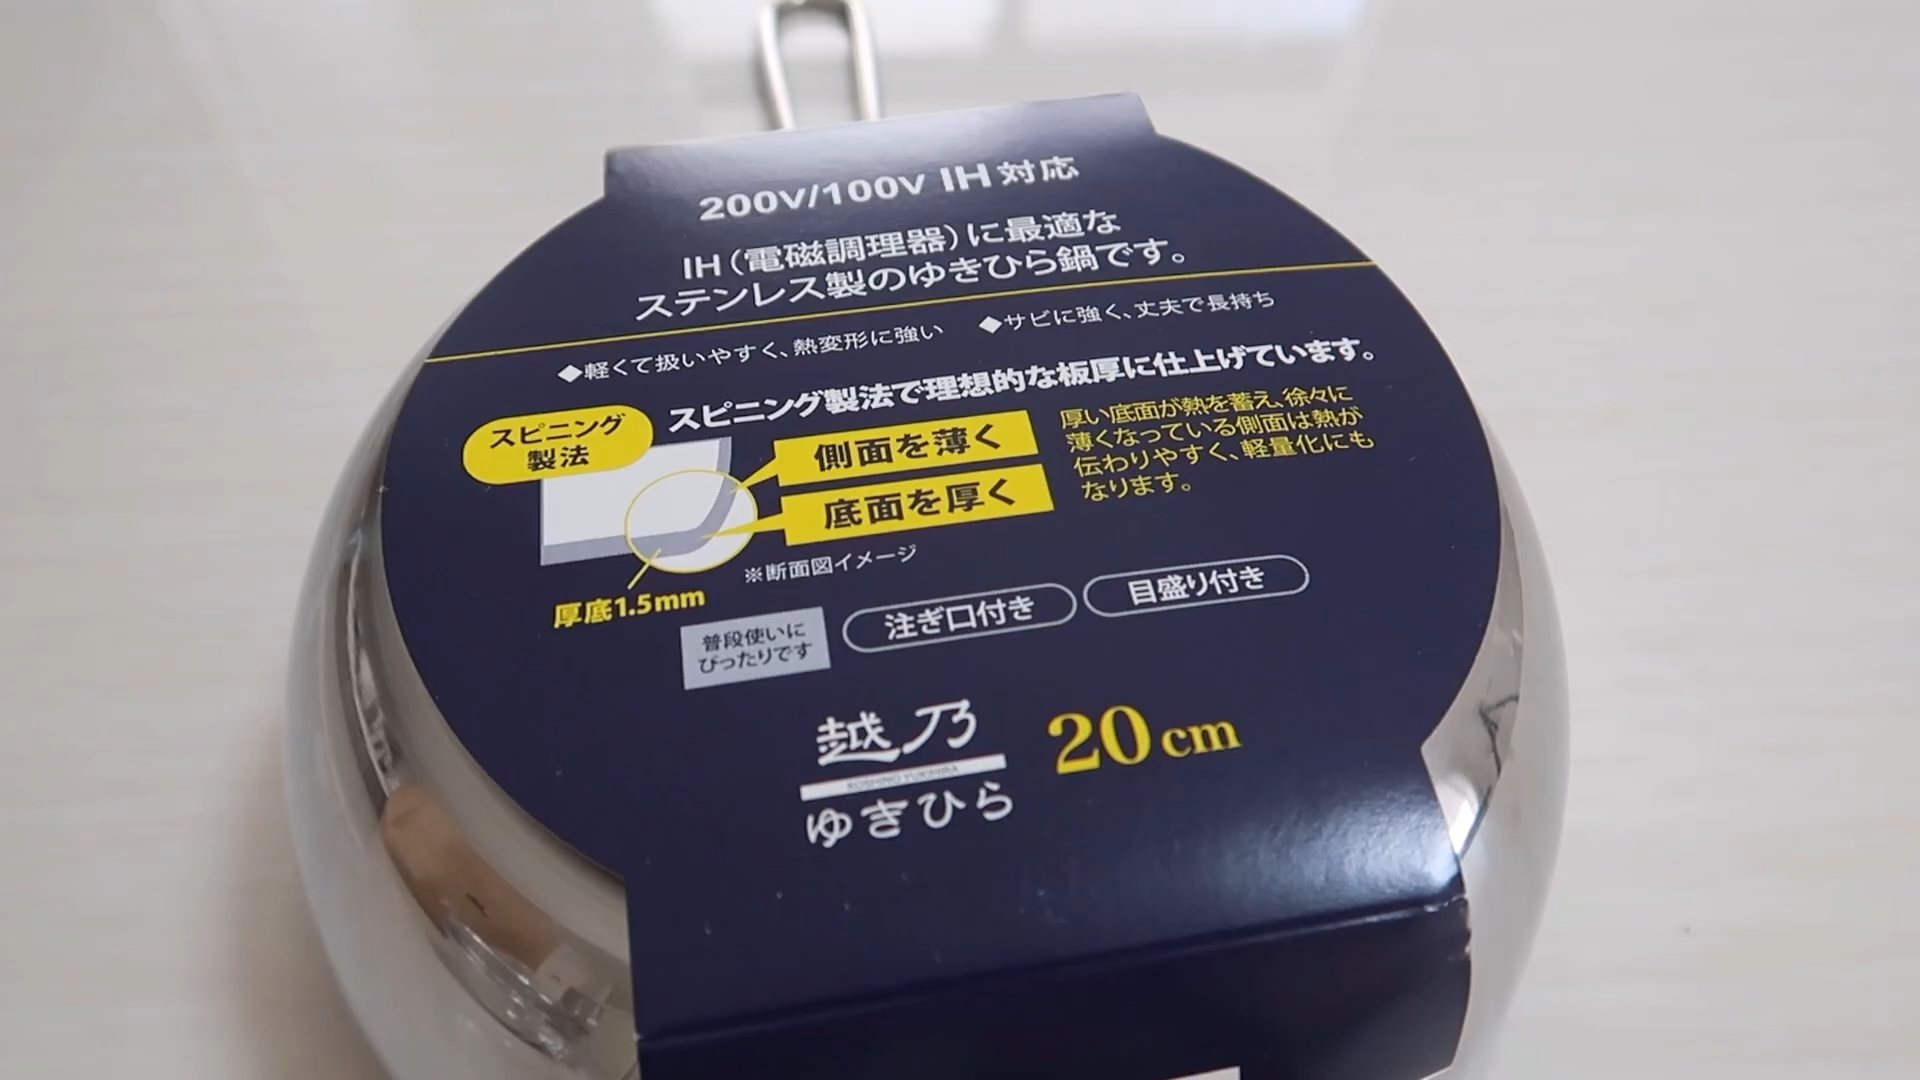 200V/100V IH 対応
IH(電磁調理器)に最適な
ステンレス製のゆきひら鍋です。
◆軽くて扱いやすく、熱変形に強い ◆サビに強く、丈夫で長持ち
スピニング製法で理想的な板厚に仕上げています。
スピニング
製法
側面を薄く
底面を厚く
厚い底面が熱を蓄え、徐々に
薄くなっている側面は熱が
伝わりやすく、軽量化にも
なります。
※断面図イメージ
厚底1.5mm
普段使いに
ぴったりです
注ぎ口付き
目盛り付き
越乃
KOSHINO YUKIHIRA
ゆきひら
20cm